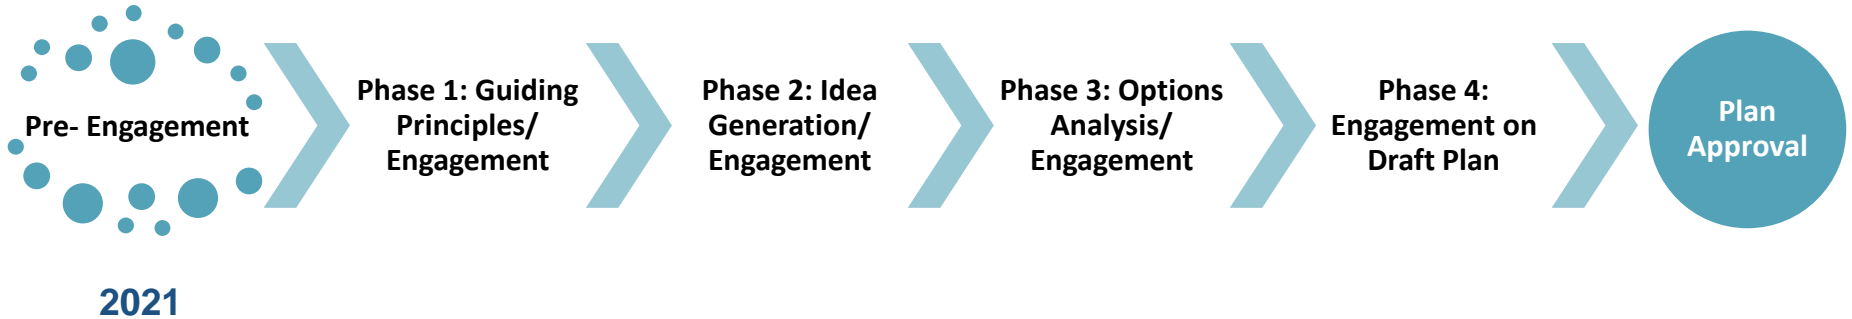 Pre- Engagement
Phase 1: Guiding
Principles/
Engagement
Phase 2: Idea
Generation/
Engagement
Phase 3: Options
Analysis/
Engagement
Phase 4:
Engagement on
Draft Plan
Plan
Approval
2021